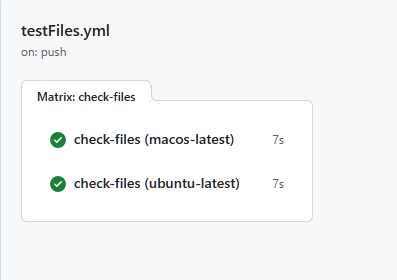 testFiles.yml
on: push
Matrix: check-files
check-files (macos-latest) 7s
check-files (ubuntu-latest) 7s